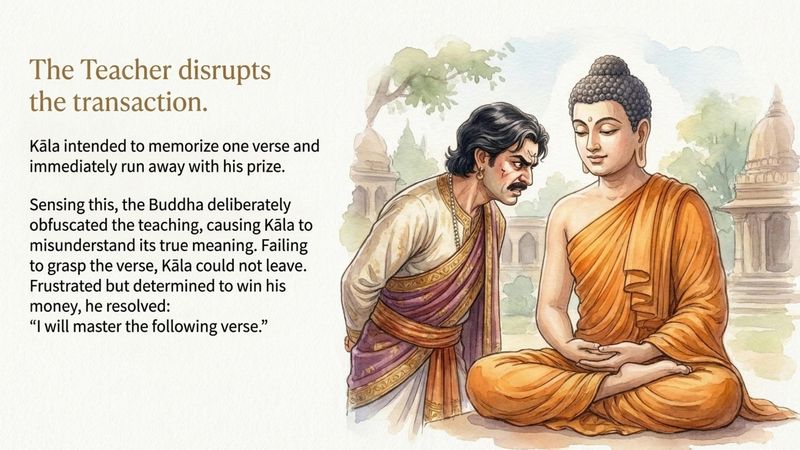 The Teacher disrupts
the transaction.
Kāla intended to memorize one verse and
immediately run away with his prize.
Sensing this, the Buddha deliberately
obfuscated the teaching, causing Kāla to
misunderstand its true meaning. Failing
to grasp the verse, Kāla could not leave.
Frustrated but determined to win his
money, he resolved:
“I will master the following verse.”